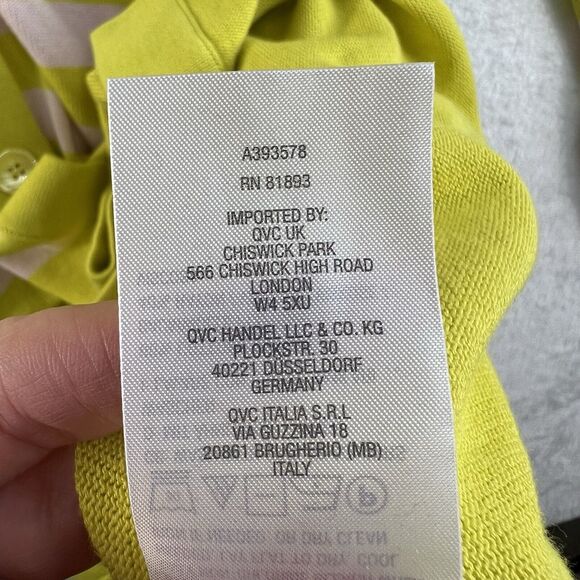 A393578
RN 81893
IMPORTED BY:
QVC UK
CHISWICK PARK
566 CHISWICK HIGH ROAD
LONDON
W4 5XU
QVC HANDEL LLC & CO. KG
PLOCKSTR. 30
40221 DÜSSELDORF
GERMANY
QVC ITALIA S.R.L
VIA GUZZINA 18
20861 BRUGHERIO (MB)
ITALY